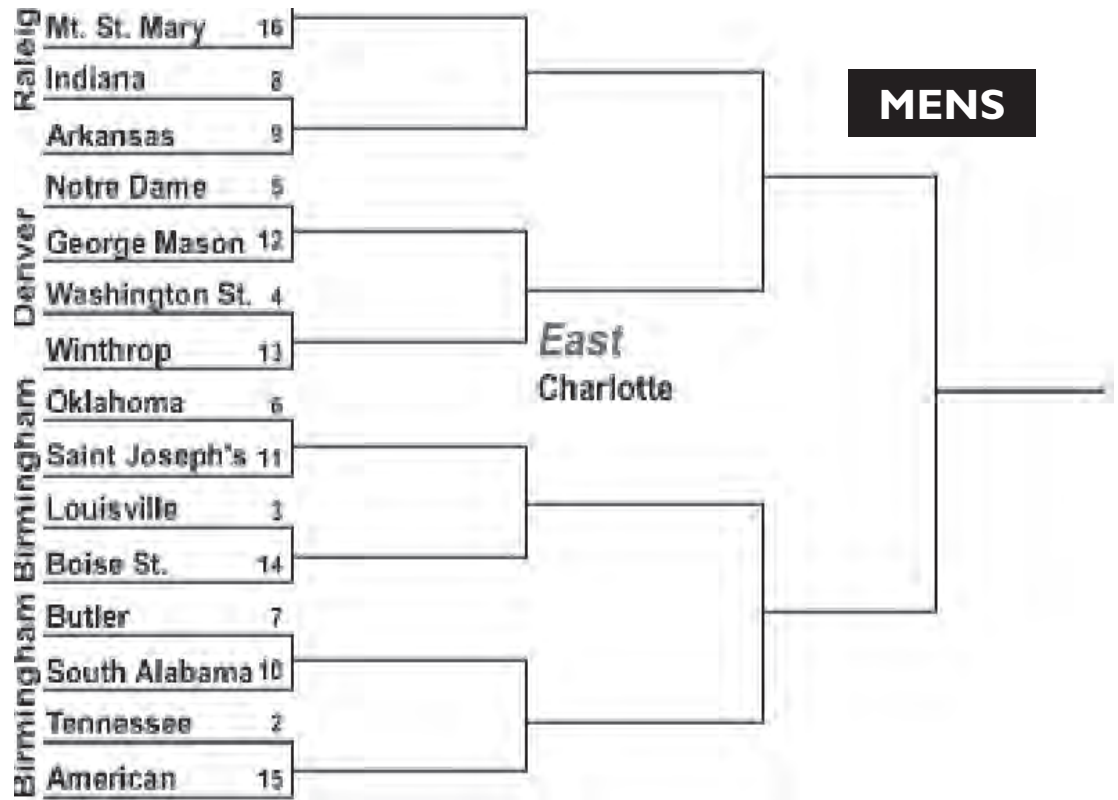 Raleig
Mt. St. Mary 16
Indiana 8
Arkansas 9
MENS
Denver
Notre Dame 5
George Mason 12
Washington St. 4
Winthrop 13
East
Charlotte
Birmingham
Oklahoma 6
Saint Joseph's 11
Louisville 3
Boise St. 14
Birmingham
Butler 7
South Alabama 10
Tennessee 2
American 15